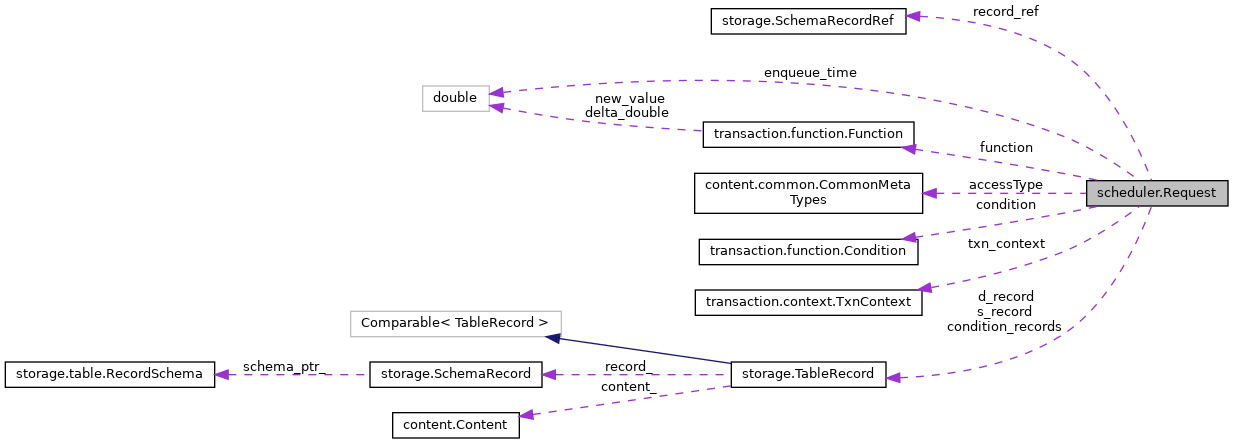 record_ref
storage.SchemaRecordRef
enqueue_time
double
new_value
delta_double
transaction.function.Function
function
content.common.CommonMeta
Types
accessType
scheduler.Request
condition
transaction.function.Condition
txn_context
transaction.context.TxnContext
d_record
s_record
condition_records
Comparable< TableRecord >
storage.table.RecordSchema
schema_ptr_
storage.SchemaRecord
record_
storage.TableRecord
content_
content.Content